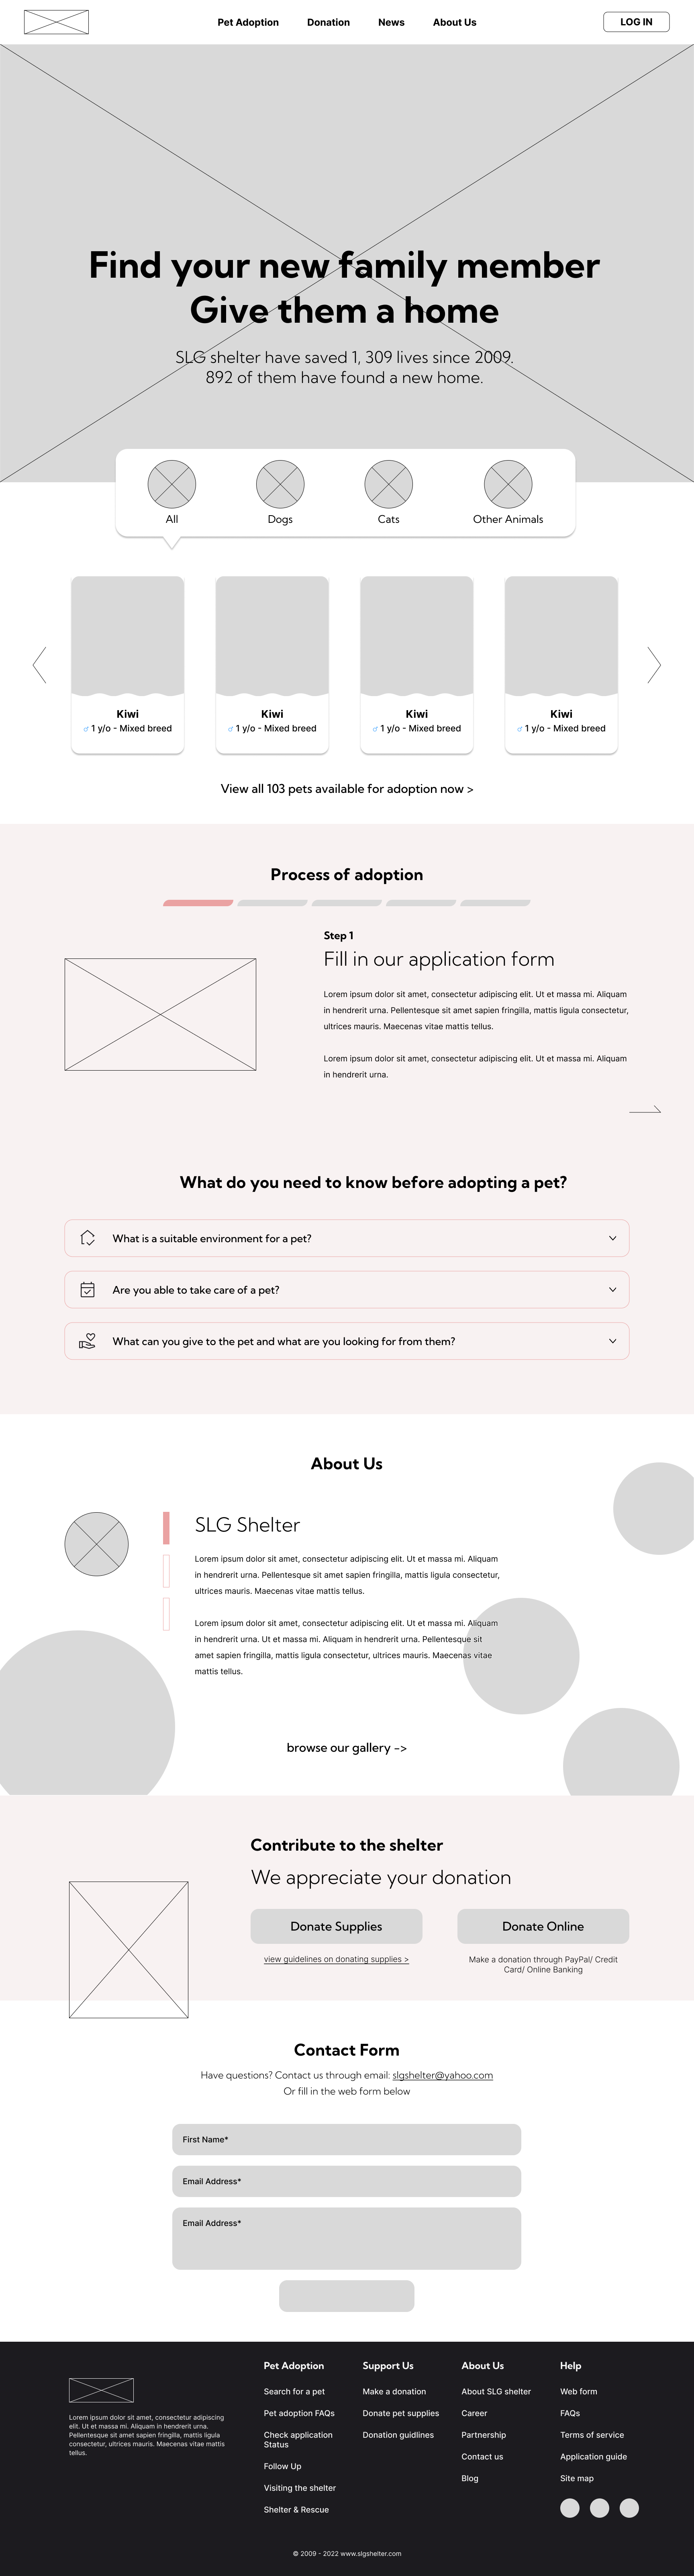 Pet Adoption Donation News About Us LOG IN
Find your new family member
Give them a home
SLG shelter have saved 1, 309 lives since 2009.
892 of them have found a new home.
All Dogs Cats Other Animals
Kiwi Kiwi Kiwi Kiwi
♂ 1 y/o - Mixed breed ♂ 1 y/o - Mixed breed ♂ 1 y/o - Mixed breed ♂ 1 y/o - Mixed breed
View all 103 pets available for adoption now >
Process of adoption
Step 1
Fill in our application form
Lorem ipsum dolor sit amet, consectetur adipiscing elit. Ut et massa mi. Aliquam
in hendrerit urna. Pellentesque sit amet sapien fringilla, mattis ligula consectetur,
ultrices mauris. Maecenas vitae mattis tellus.
Lorem ipsum dolor sit amet, consectetur adipiscing elit. Ut et massa mi. Aliquam
in hendrerit urna.
What do you need to know before adopting a pet?
What is a suitable environment for a pet?
Are you able to take care of a pet?
What can you give to the pet and what are you looking for from them?
About Us
SLG Shelter
Lorem ipsum dolor sit amet, consectetur adipiscing elit. Ut et massa mi. Aliquam
in hendrerit urna. Pellentesque sit amet sapien fringilla, mattis ligula consectetur,
ultrices mauris. Maecenas vitae mattis tellus.
Lorem ipsum dolor sit amet, consectetur adipiscing elit. Ut et massa mi. Aliquam
in hendrerit urna. Ut et massa mi. Aliquam in hendrerit urna. Pellentesque sit
amet sapien fringilla, mattis ligula consectetur, ultrices mauris. Maecenas vitae
mattis tellus.
browse our gallery ->
Contribute to the shelter
We appreciate your donation
Donate Supplies Donate Online
view guidelines on donating supplies >
Make a donation through PayPal/ Credit
Card/ Online Banking
Contact Form
Have questions? Contact us through email: slgshelter@yahoo.com
Or fill in the web form below
First Name*
Email Address*
Email Address*
Lorem ipsum dolor sit amet, consectetur adipiscing
elit. Ut et massa mi. Aliquam in hendrerit urna.
Pellentesque sit amet sapien fringilla, mattis ligula
consectetur, ultrices mauris. Maecenas vitae mattis
tellus.
Pet Adoption
Search for a pet
Pet adoption FAQs
Check application
Status
Follow Up
Visiting the shelter
Shelter & Rescue
Support Us
Make a donation
Donate pet supplies
Donation guidlines
About Us
About SLG shelter
Career
Partnership
Contact us
Blog
Help
Web form
FAQs
Terms of service
Application guide
Site map
© 2009 - 2022 www.slgshelter.com